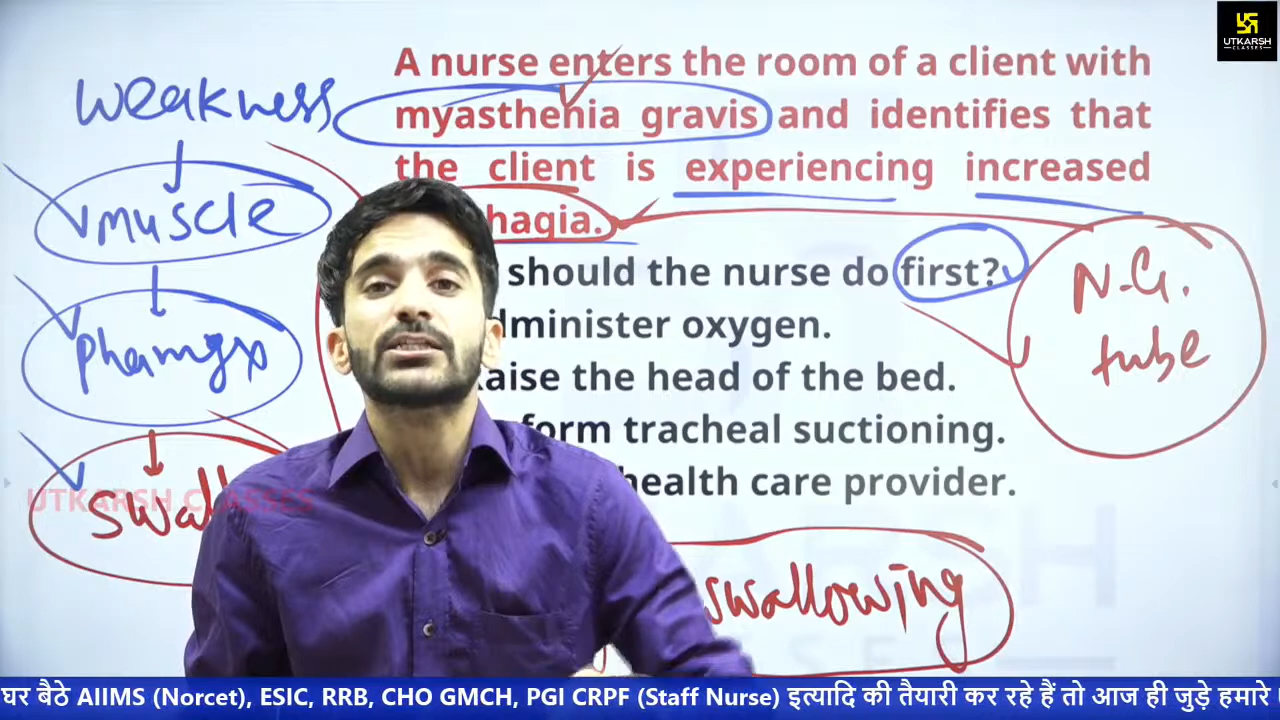 UTKARSH
CLASSES
A nurse enters the room of a client with
myasthenia gravis and identifies that
the client is experiencing increased
hagia.
should the nurse do first?
dminister oxygen.
Raise the head of the bed.
form tracheal suctioning.
health care provider.
weakness
muscle
pharngx
swall
N.G.
tube
swallowing
UTKARSH CLASSES
घर बैठे AIIMS (Norcet), ESIC, RRB, CHO GMCH, PGI CRPF (Staff Nurse) इत्यादि की तैयारी कर रहे हैं तो आज ही जुड़े हमारे